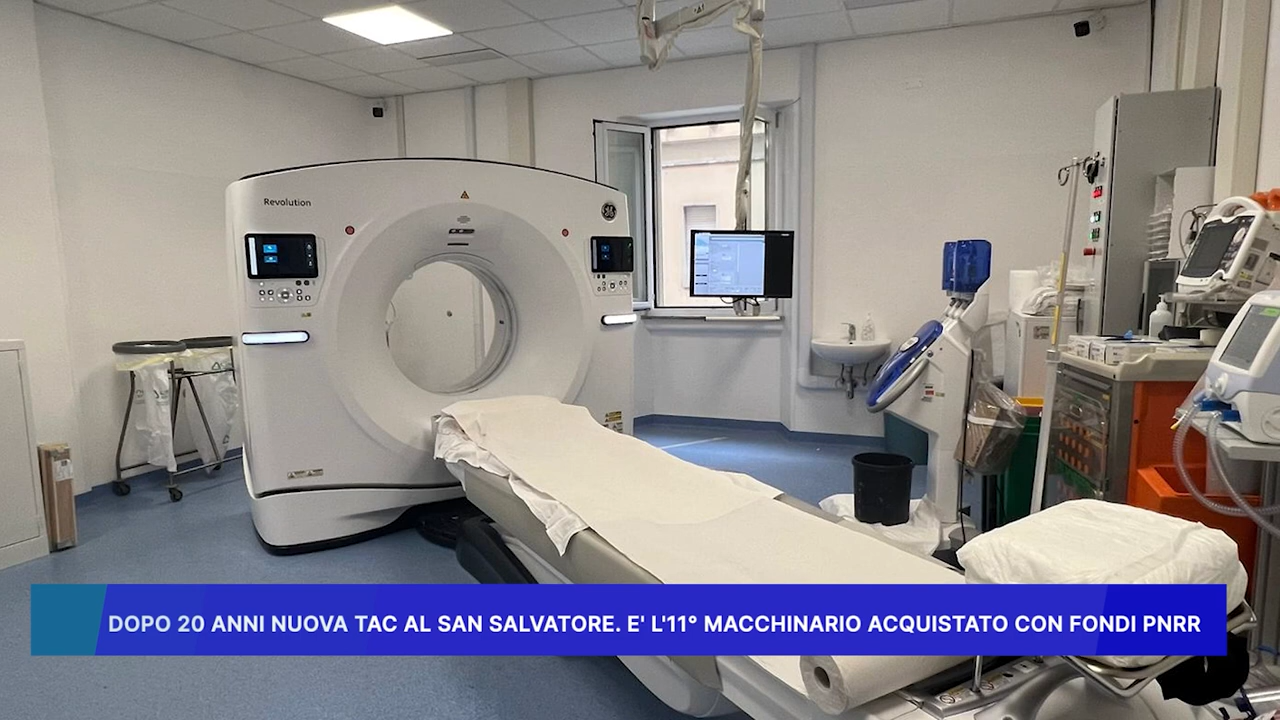 Revolution
GE
DOPO 20 ANNI NUOVA TAC AL SAN SALVATORE. E' L'11° MACCHINARIO ACQUISTATO CON FONDI PNRR